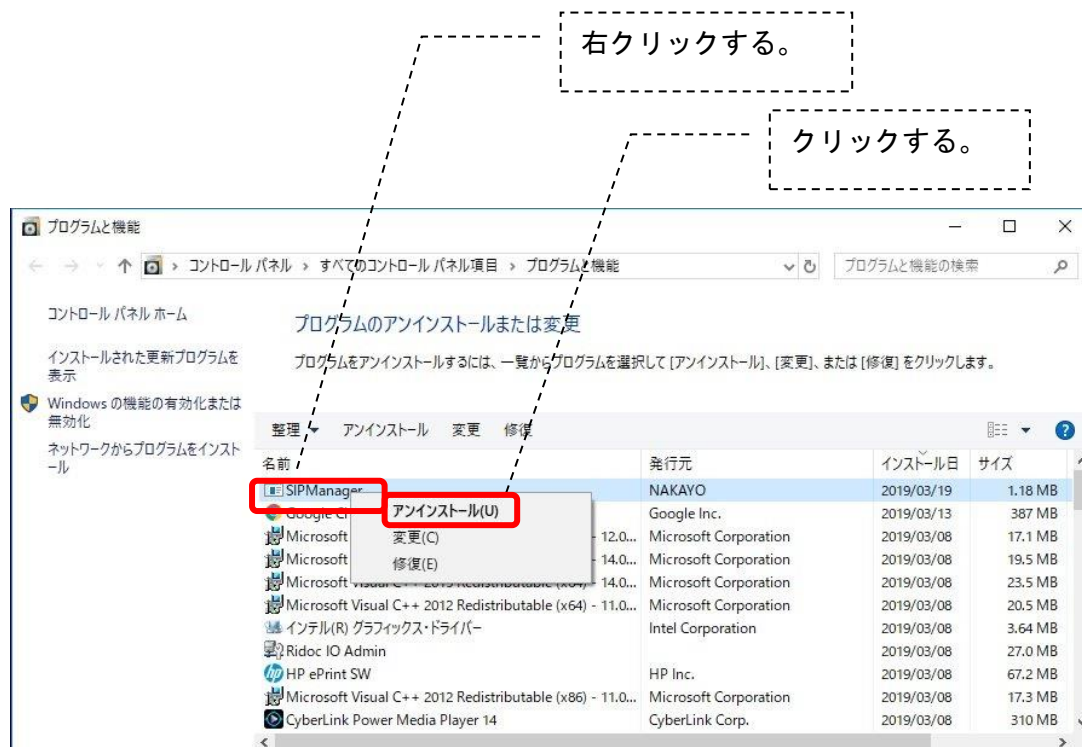 右クリックする。
クリックする。
プログラムと機能
コントロール パネル › すべてのコントロール パネル項目 › プログラムと機能
プログラムと機能の検索
コントロール パネル ホーム
インストールされた更新プログラムを
表示
Windows の機能の有効化または
無効化
ネットワークからプログラムをインスト
ール
プログラムのアンインストールまたは変更
プログラムをアンインストールするには、一覧からプログラムを選択して [アンインストール]、[変更]、または [修復] をクリックします。
整理 アンインストール 変更 修復
名前 発行元 インストール日 サイズ
SIPManager NAKAYO 2019/03/19 1.18 MB
Google Google Inc. 2019/03/13 387 MB
Microsoft 12.0... Microsoft Corporation 2019/03/08 17.1 MB
Microsoft 14.0... Microsoft Corporation 2019/03/08 19.5 MB
Microsoft 14.0... Microsoft Corporation 2019/03/08 23.5 MB
Microsoft Visual C++ 2012 Redistributable (x64) - 11.0... Microsoft Corporation 2019/03/08 20.5 MB
インテル(R) グラフィックス・ドライバー Intel Corporation 2019/03/08 3.64 MB
Ridoc IO Admin 2019/03/08 27.0 MB
HP ePrint SW HP Inc. 2019/03/08 67.2 MB
Microsoft Visual C++ 2012 Redistributable (x86) - 11.0... Microsoft Corporation 2019/03/08 17.3 MB
CyberLink Power Media Player 14 CyberLink Corp. 2019/03/08 310 MB
アンインストール(U)
変更(C)
修復(E)